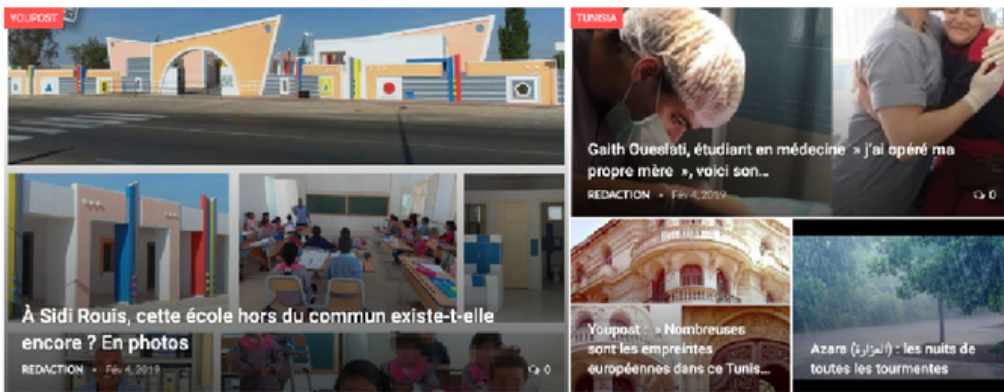 YOUPOST
À Sidi Rouis, cette école hors du commun existe-t-elle
encore ? En photos
REDACTION • Fév 4, 2019
0
TUNISIA
Gaith Oueslati, étudiant en médecine » j'ai opéré ma
propre mère », voici son...
REDACTION • Fév 4, 2019
0
Youpost : » Nombreuses
sont les empreintes
européennes dans ce Tunis...
Azara (العزارة) : les nuits de
toutes les tourmentes